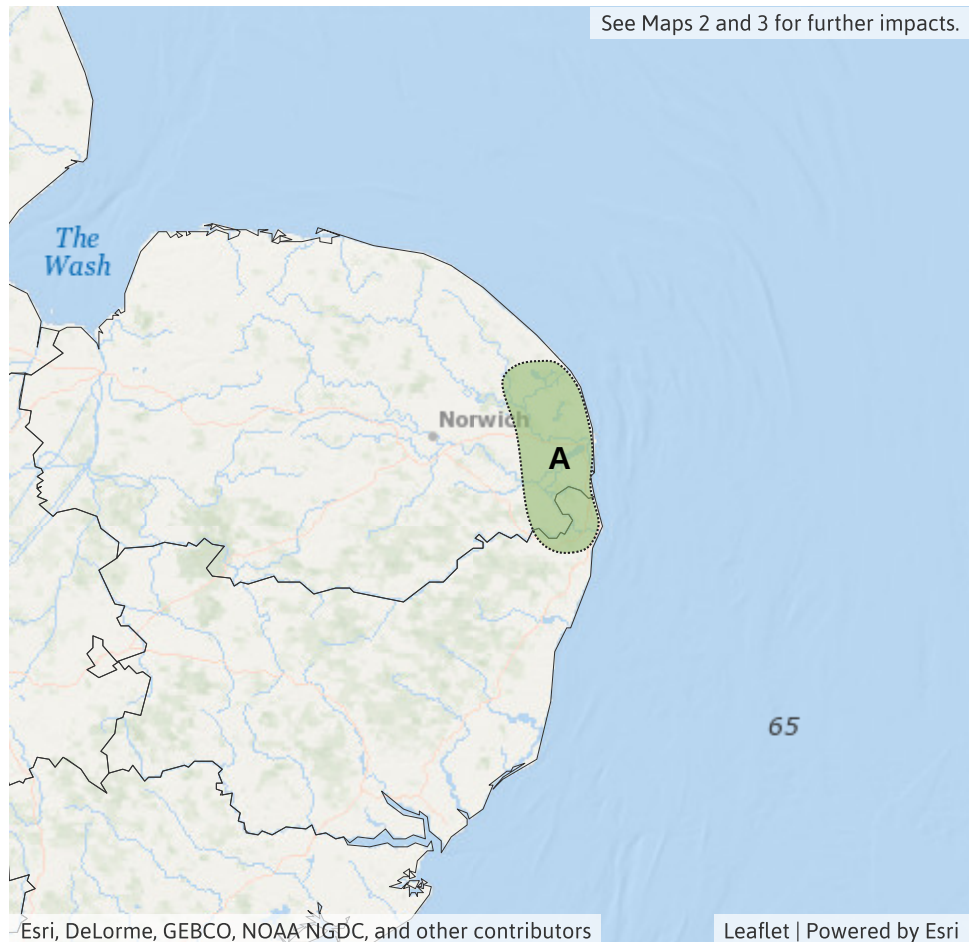 See Maps 2 and 3 for further impacts.
The
Wash
Norwich
A
65
Esri, DeLorme, GEBCO, NOAA NGDC, and other contributors
Leaflet | Powered by Esri